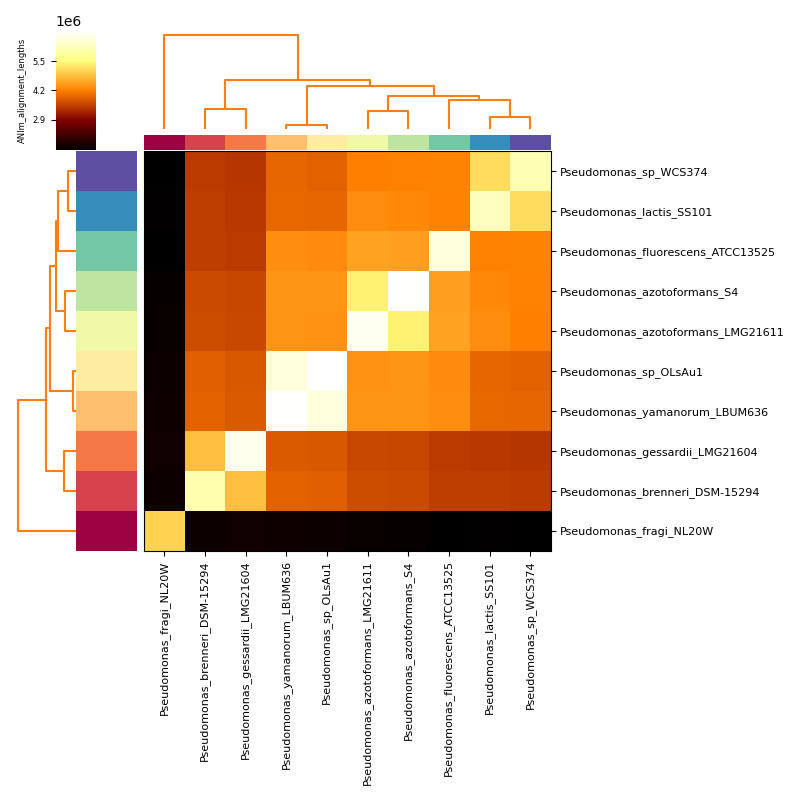 1e6
ANIm_alignment_lengths
5.5
4.2
2.9
Pseudomonas_sp_WCS374
Pseudomonas_lactis_SS101
Pseudomonas_fluorescens_ATCC13525
Pseudomonas_azotoformans_S4
Pseudomonas_azotoformans_LMG21611
Pseudomonas_sp_OLsAu1
Pseudomonas_yamanorum_LBUM636
Pseudomonas_gessardii_LMG21604
Pseudomonas_brenneri_DSM-15294
Pseudomonas_fragi_NL20W
Pseudomonas_fragi_NL20W
Pseudomonas_brenneri_DSM-15294
Pseudomonas_gessardii_LMG21604
Pseudomonas_yamanorum_LBUM636
Pseudomonas_sp_OLsAu1
Pseudomonas_azotoformans_LMG21611
Pseudomonas_azotoformans_S4
Pseudomonas_fluorescens_ATCC13525
Pseudomonas_lactis_SS101
Pseudomonas_sp_WCS374